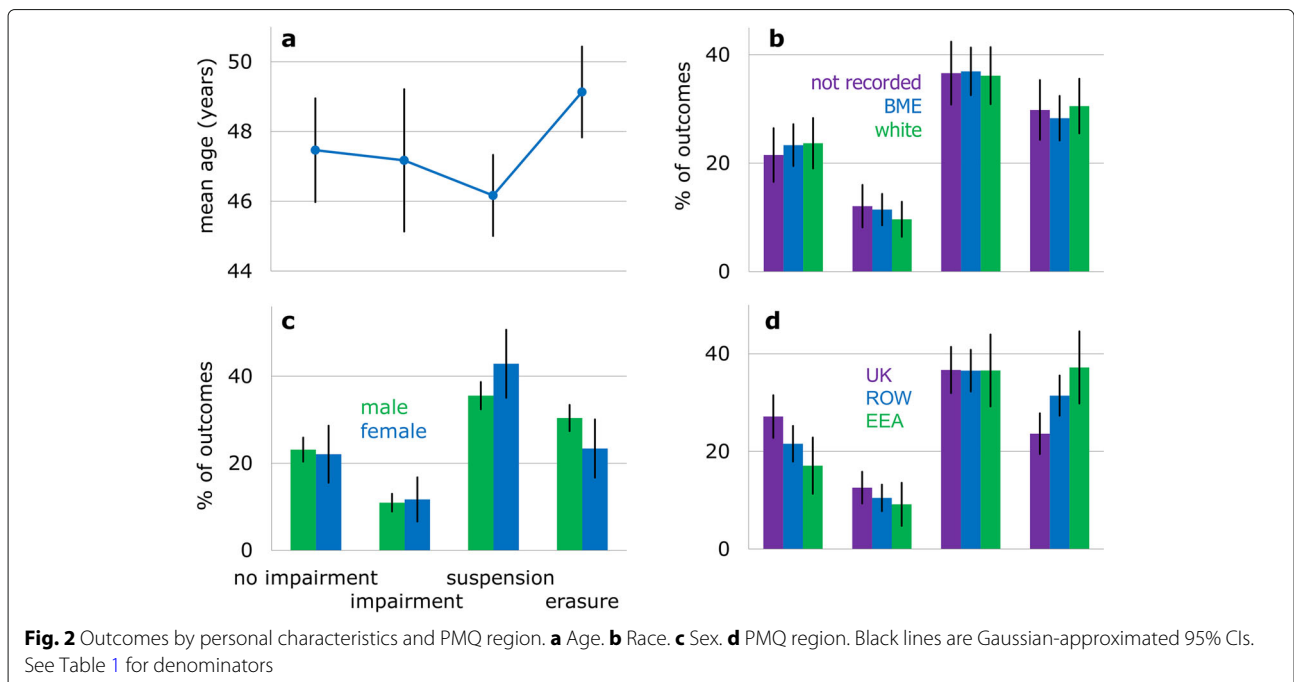 a
mean age (years)
50
48
46
44
b
% of outcomes
40
20
0
not recorded
BME
white
c
% of outcomes
40
20
0
male
female
no impairment
impairment
suspension
erasure
d
40
20
0
UK
ROW
EEA
Fig. 2 Outcomes by personal characteristics and PMQ region. a Age. b Race. c Sex. d PMQ region. Black lines are Gaussian-approximated 95% CIs.
See Table 1 for denominators